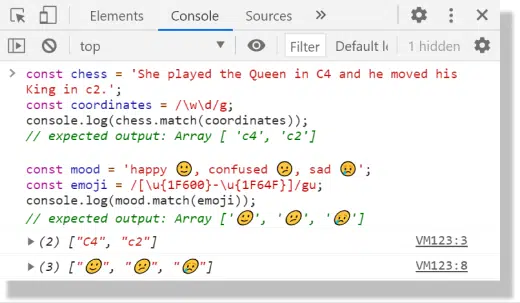 Elements Console Sources »
top Filter Default le 1 hidden
> const chess = 'She played the Queen in C4 and he moved his
King in c2.';
const coordinates = /\w\d/g;
console.log(chess.match(coordinates));
// expected output: Array [ 'c4', 'c2']
const mood = 'happy 🙂, confused 😕, sad 😢';
const emoji = /[\u{1F600}-\u{1F64F}]/gu;
console.log(mood.match(emoji));
// expected output: Array ['🙂', '😕', '😢']
(2) ["C4", "c2"] VM123:3
(3) ["🙂", "😕", "😢"] VM123:8